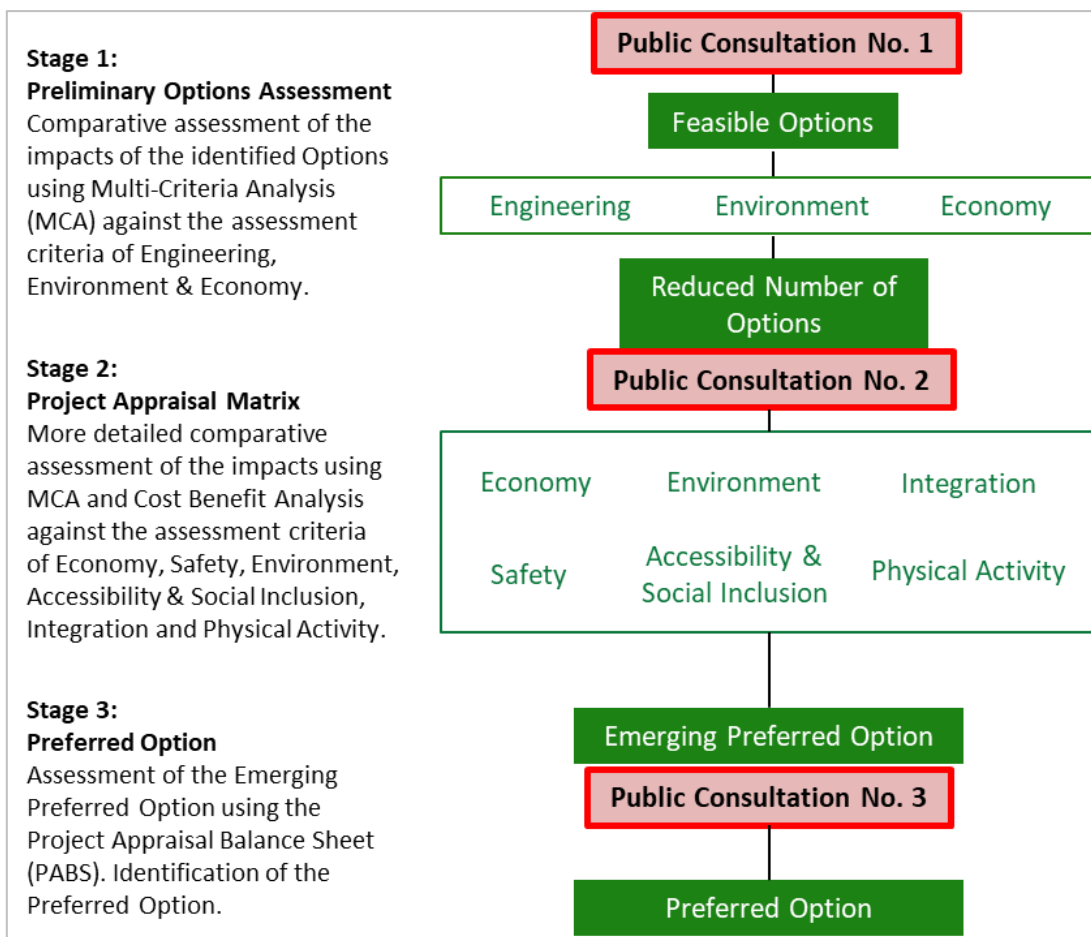 Stage 1:
Preliminary Options Assessment
Comparative assessment of the
impacts of the identified Options
using Multi-Criteria Analysis
(MCA) against the assessment
criteria of Engineering,
Environment & Economy.
Public Consultation No. 1
Feasible Options
Engineering Environment Economy
Reduced Number of
Options
Stage 2:
Project Appraisal Matrix
More detailed comparative
assessment of the impacts using
MCA and Cost Benefit Analysis
against the assessment criteria
of Economy, Safety, Environment,
Accessibility & Social Inclusion,
Integration and Physical Activity.
Public Consultation No. 2
Economy Environment Integration
Safety Accessibility & Physical Activity
Social Inclusion
Stage 3:
Preferred Option
Assessment of the Emerging
Preferred Option using the
Project Appraisal Balance Sheet
(PABS). Identification of the
Preferred Option.
Emerging Preferred Option
Public Consultation No. 3
Preferred Option